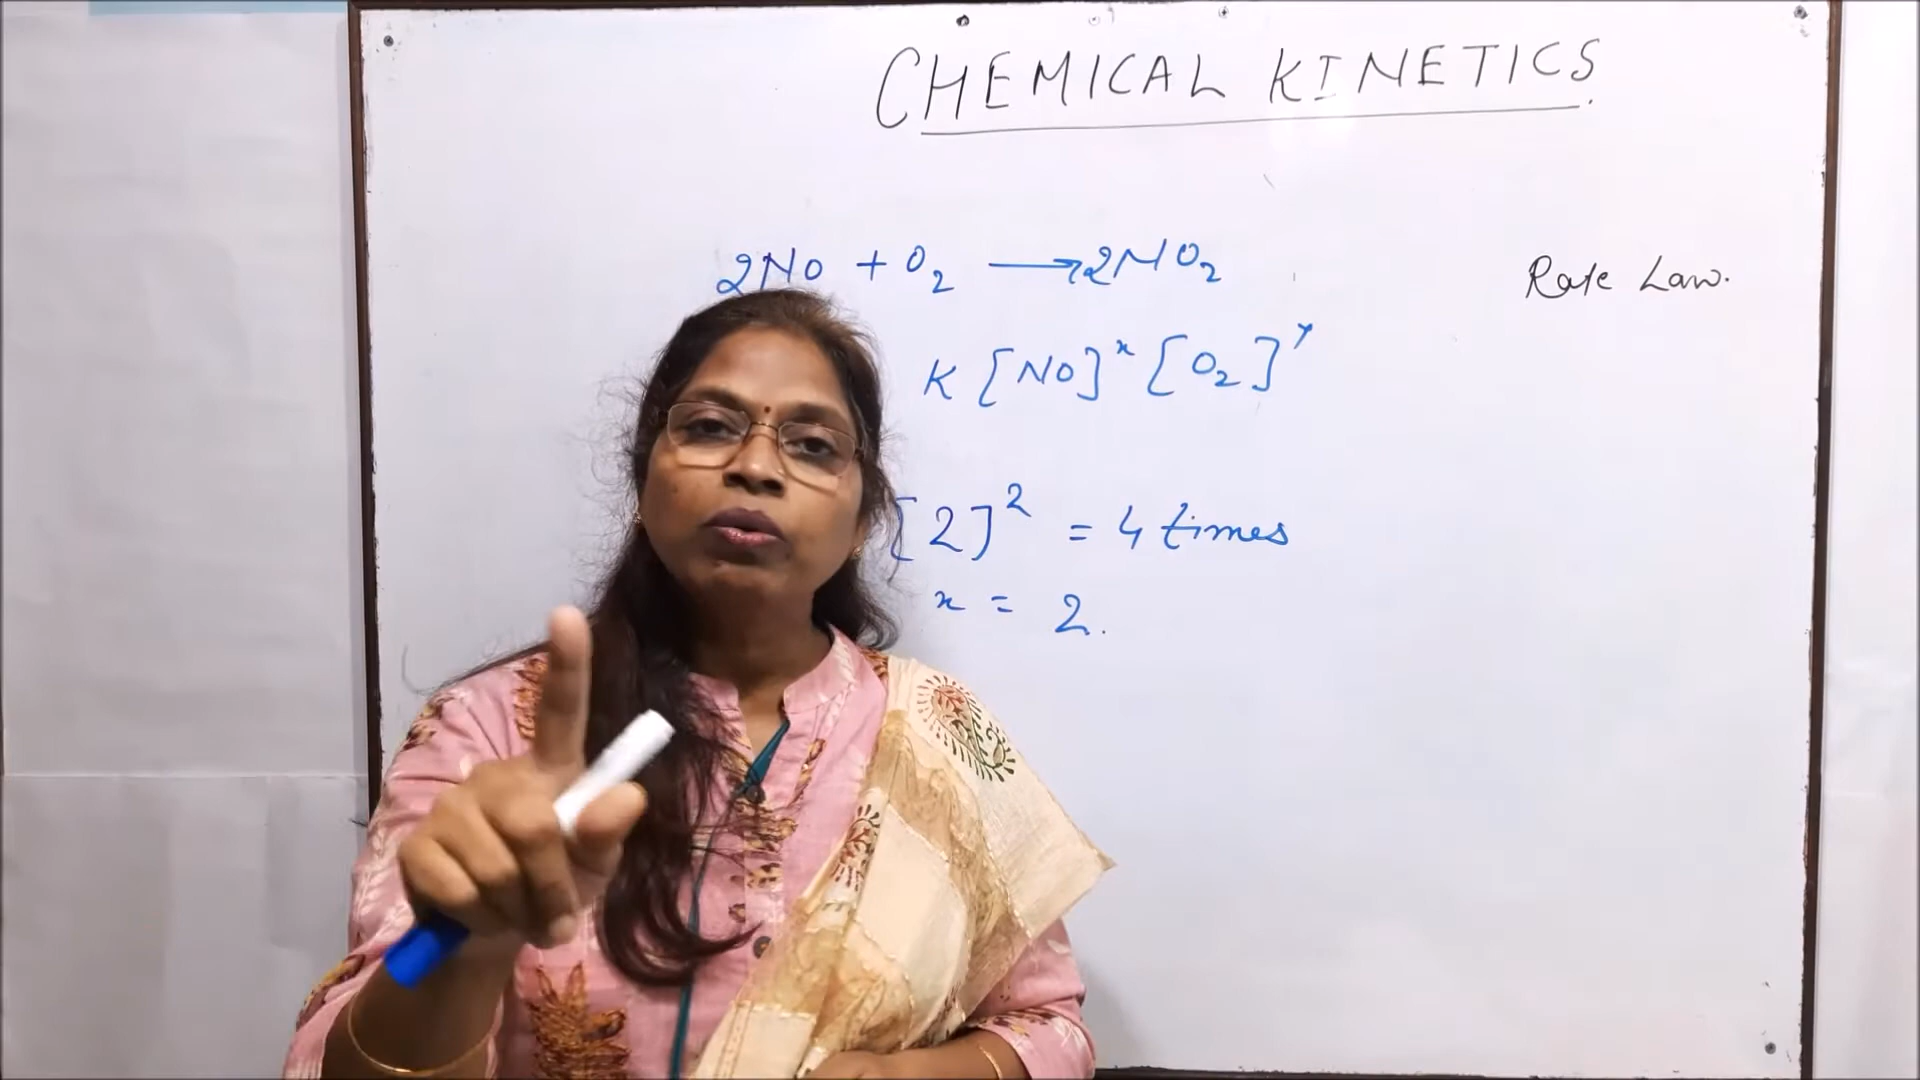 CHEMICAL KINETICS
2NO + O₂ ⟶ 2NO₂
Rate Law.
K [NO]ˣ [O₂]ʸ
[2]² = 4 times
x = 2.